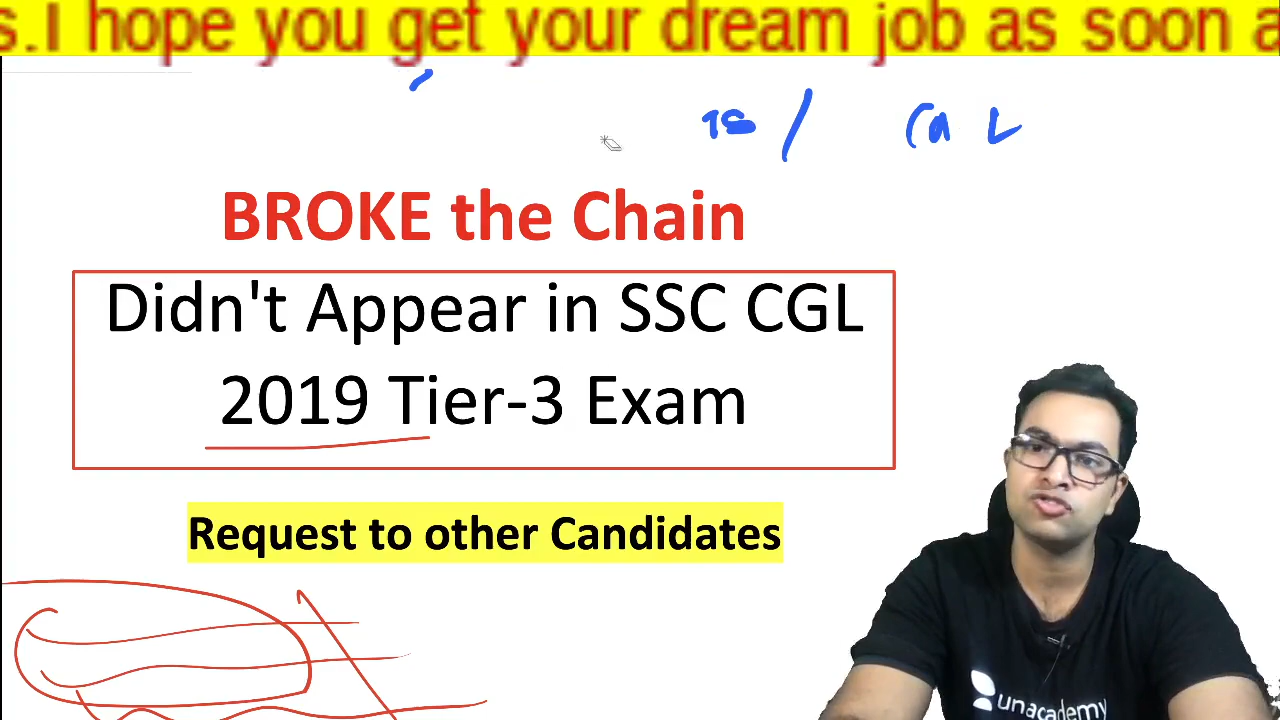 s.I hope you get your dream job as soon a
BROKE the Chain
Didn't Appear in SSC CGL
2019 Tier-3 Exam
Request to other Candidates
unacademy